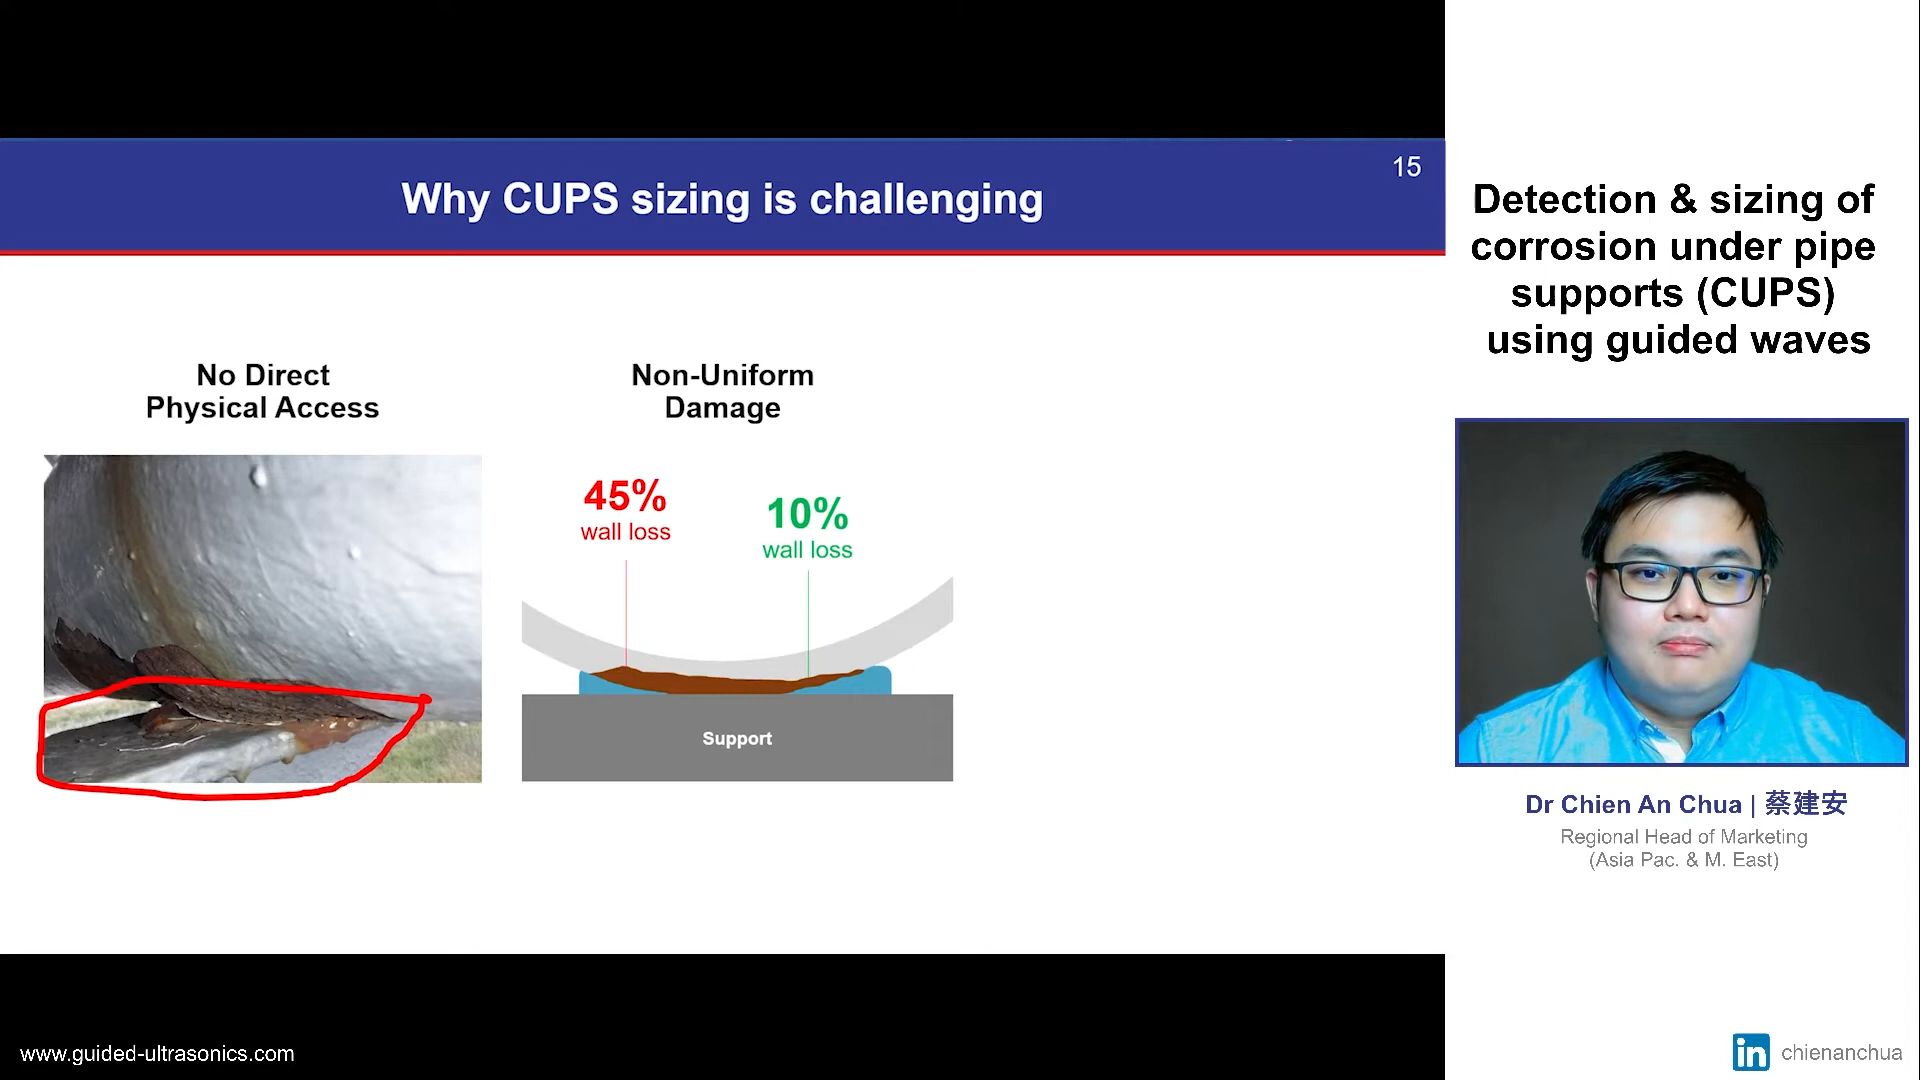 15
Why CUPS sizing is challenging
No Direct
Physical Access
Non-Uniform
Damage
45%
wall loss
10%
wall loss
Support
Detection & sizing of
corrosion under pipe
supports (CUPS)
using guided waves
Dr Chien An Chua | 蔡建安
Regional Head of Marketing
(Asia Pac. & M. East)
www.guided-ultrasonics.com
in chienanchua